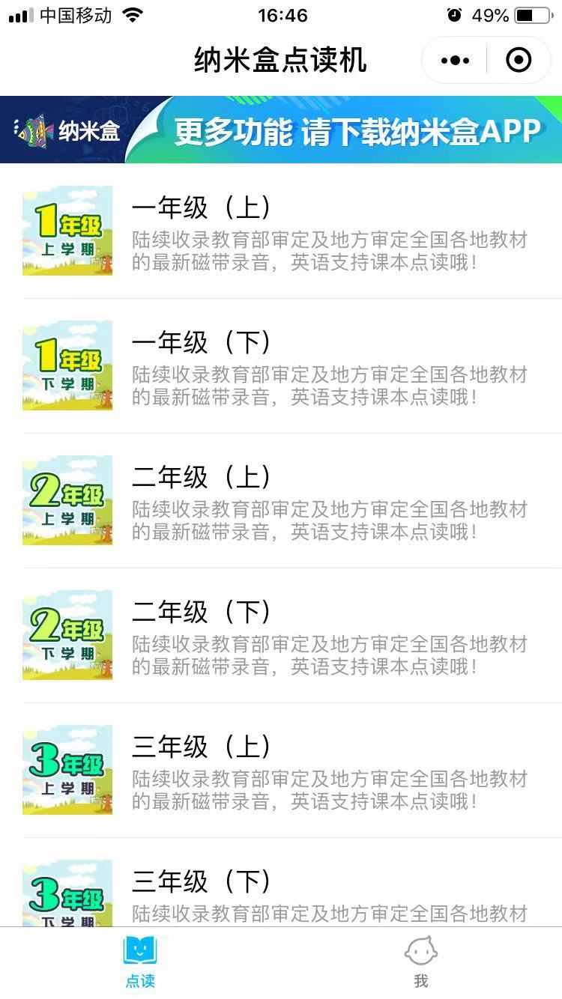 中国移动
16:46
49%
纳米盒点读机
纳米盒
更多功能 请下载纳米盒APP
1年级
上学期
一年级（上）
陆续收录教育部审定及地方审定全国各地教材
的最新磁带录音，英语支持课本点读哦！
1年级
下学期
一年级（下）
陆续收录教育部审定及地方审定全国各地教材
的最新磁带录音，英语支持课本点读哦！
2年级
上学期
二年级（上）
陆续收录教育部审定及地方审定全国各地教材
的最新磁带录音，英语支持课本点读哦！
2年级
下学期
二年级（下）
陆续收录教育部审定及地方审定全国各地教材
的最新磁带录音，英语支持课本点读哦！
3年级
上学期
三年级（上）
陆续收录教育部审定及地方审定全国各地教材
的最新磁带录音，英语支持课本点读哦！
3年级
下学期
三年级（下）
陆续收录教育部审定及地方审定全国各地教材
点读
我